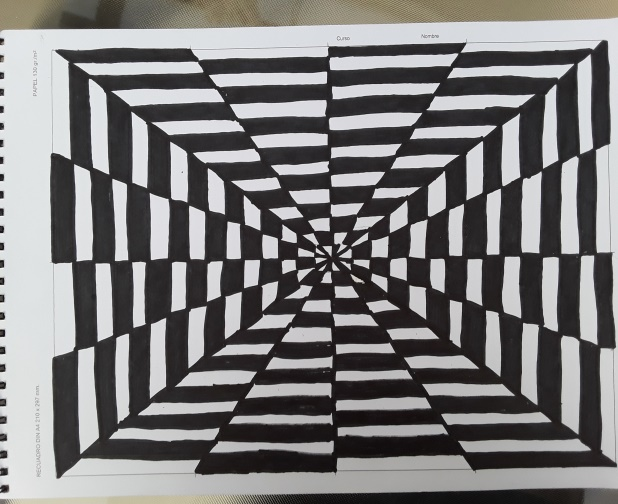 Curso
Nombre
PAPEL 130 gr./m²
RECUADRO DIN A4 210 x 297 mm.